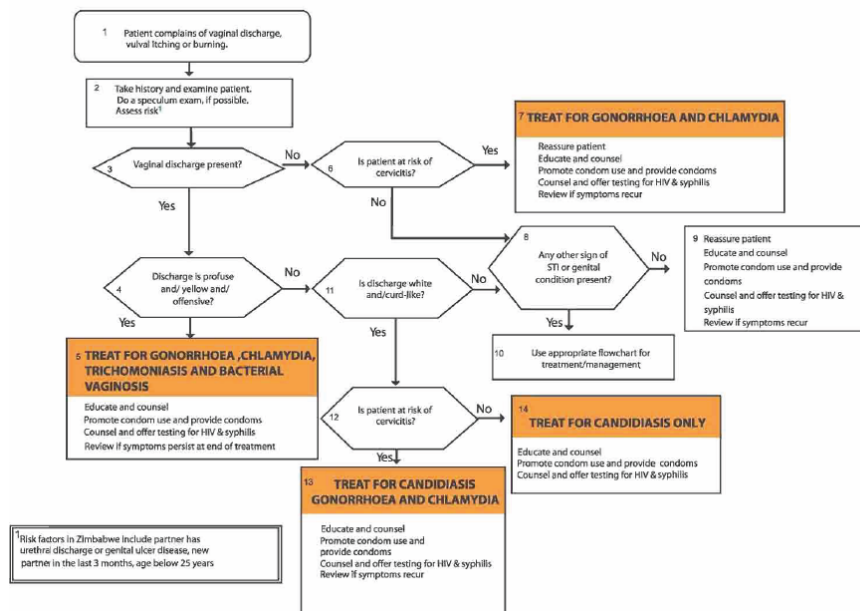 1 Patient complains of vaginal discharge,
vulval Itching or burning.
2 Take history and examine patient.
Do a speculum exam, if possible.
Assess risk¹
3 Vaginal discharge present?
No
6 Is patient at risk of
cervicitis?
Yes
7 TREAT FOR GONORRHOEA AND CHLAMYDIA
Reassure patient
Educate and counsel
Promote condom use and provide condoms
Counsel and offer testing for HIV & syphilis
Review if symptoms recur
Yes
No
4 Discharge is profuse
and/ yellow and/
offensive?
No
11 Is discharge white
and/curd-like?
No
8
Any other sign of
STI or genital
condition present?
No
9 Reassure patient
Educate and counsel
Promote condom use and provide
condoms
Counsel and offer testing for HIV &
syphilis
Review if symptoms recur
Yes
Yes
Yes
5 TREAT FOR GONORRHOEA ,CHLAMYDIA,
TRICHOMONIASIS AND BACTERIAL
VAGINOSIS
Educate and counsel
Promote condom use and provide condoms
Counsel and offer testing for HIV & syphilis
Review if symptoms persist at end of treatment
10 Use appropriate flowchart for
treatment/management
12 Is patient at risk of
cervicitis?
No
14
TREAT FOR CANDIDIASIS ONLY
Educate and counsel
Promote condom use and provide condoms
Counsel and offer testing for HIV & syphilis
Yes
13 TREAT FOR CANDIDIASIS
GONORRHOEA AND CHLAMYDIA
Educate and counsel
Promote condom use and
provide condoms
Counsel and offer testing for HIV & syphilis
Review if symptoms recur
¹Risk factors in Zimbabwe include partner has
urethral discharge or genital ulcer disease, new
partner in the last 3 months, age below 25 years